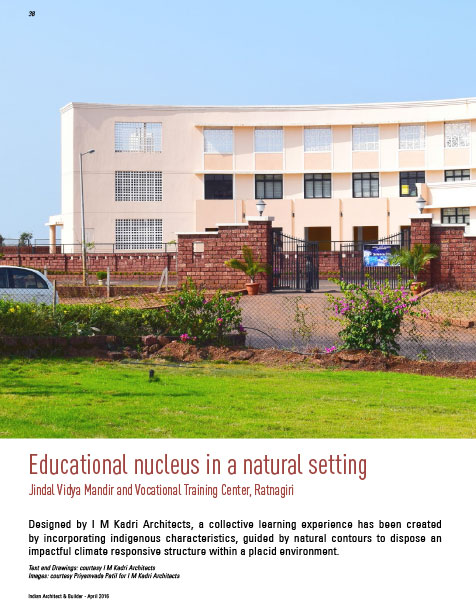 38
Educational nucleus in a natural setting
Jindal Vidya Mandir and Vocational Training Center, Ratnagiri
Designed by I M Kadri Architects, a collective learning experience has been created
by incorporating indigenous characteristics, guided by natural contours to dispose an
impactful climate responsive structure within a placid environment.
Text and Drawings: courtesy I M Kadri Architects
Images: courtesy Priyamvada Patil for I M Kadri Architects
Indian Architect & Builder - April 2016